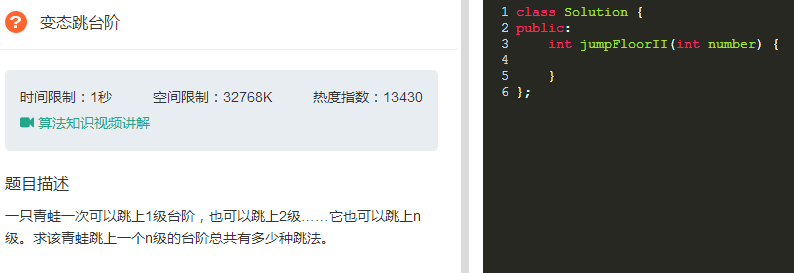 ? 变态跳台阶
时间限制：1秒 空间限制：32768K 热度指数：13430
算法知识视频讲解
题目描述
一只青蛙一次可以跳上1级台阶，也可以跳上2级……它也可以跳上n
级。求该青蛙跳上一个n级的台阶总共有多少种跳法。
1 class Solution {
2 public:
3     int jumpFloorII(int number) {
4
5     }
6 };